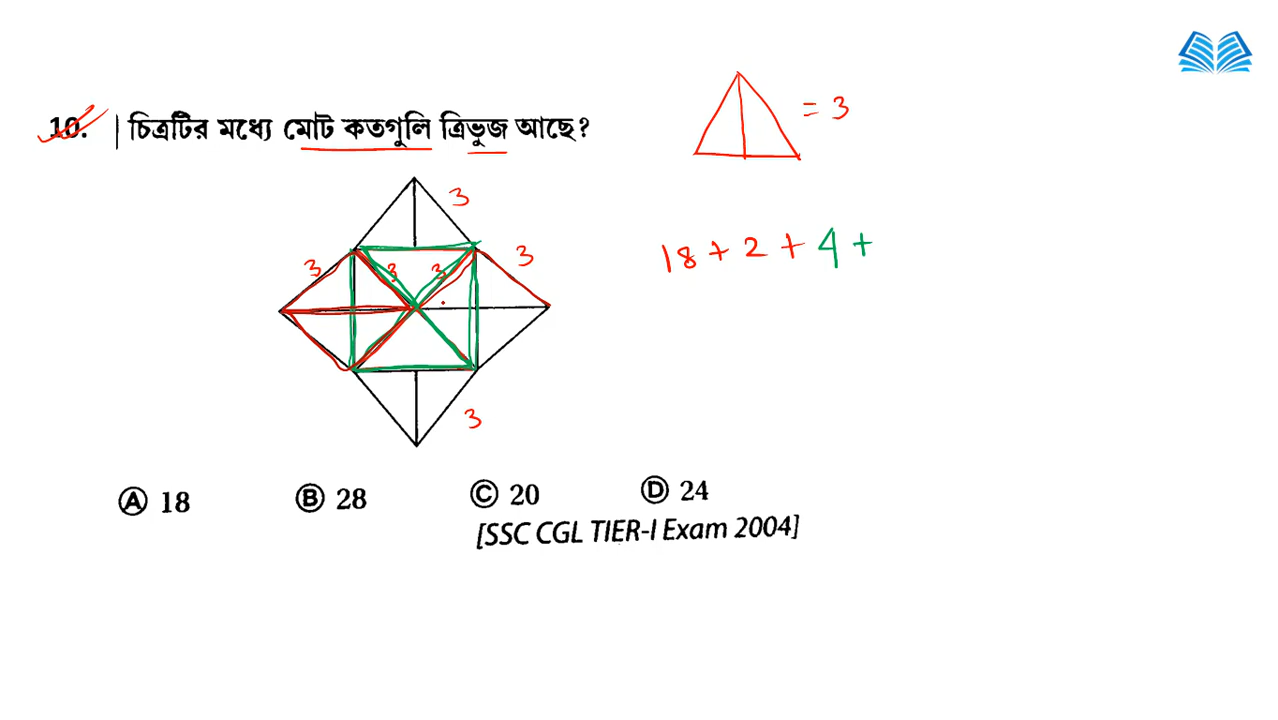 10. চিত্রটির মধ্যে মোট কতগুলি ত্রিভুজ আছে?
= 3
18 + 2 + 4 +
3
3
3
3
3
3
Ⓐ 18 Ⓑ 28 Ⓒ 20 Ⓓ 24
[SSC CGL TIER-I Exam 2004]